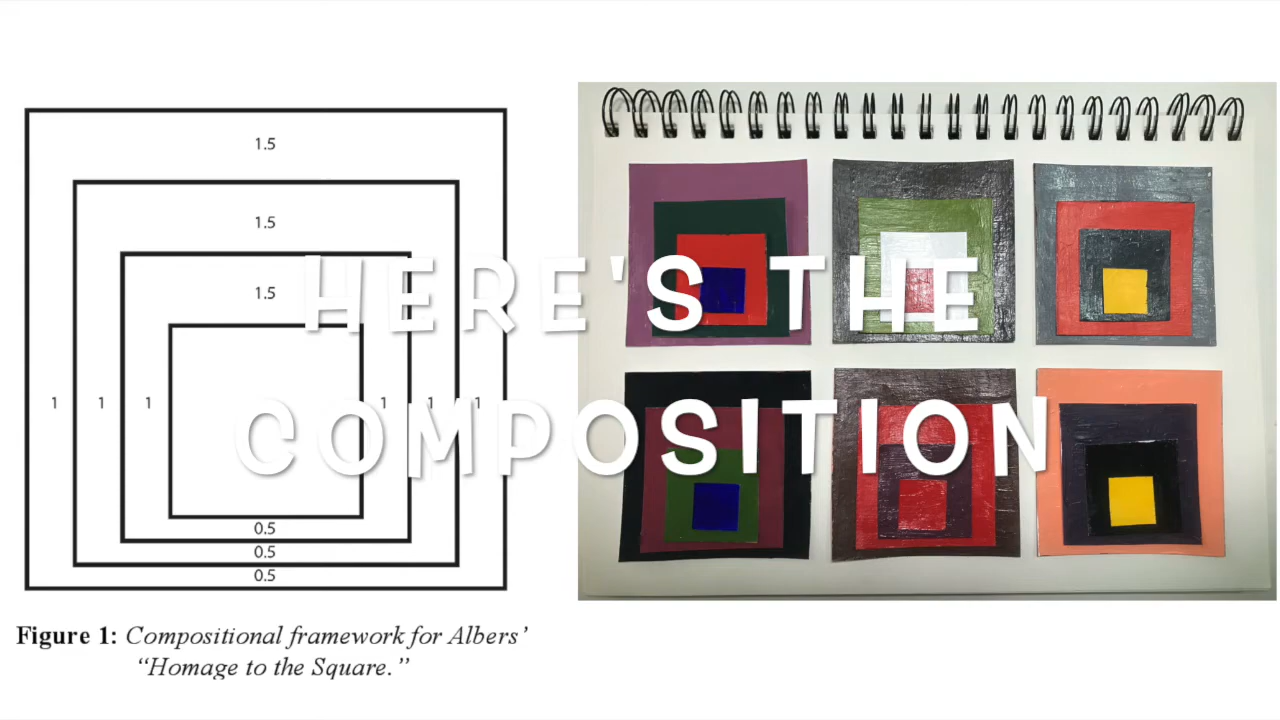 1.5
1.5
HERE'S THE
1.5
1 1 1 1 1 1
COMPOSITION
0.5
0.5
0.5
Figure 1: Compositional framework for Albers’
“Homage to the Square.”